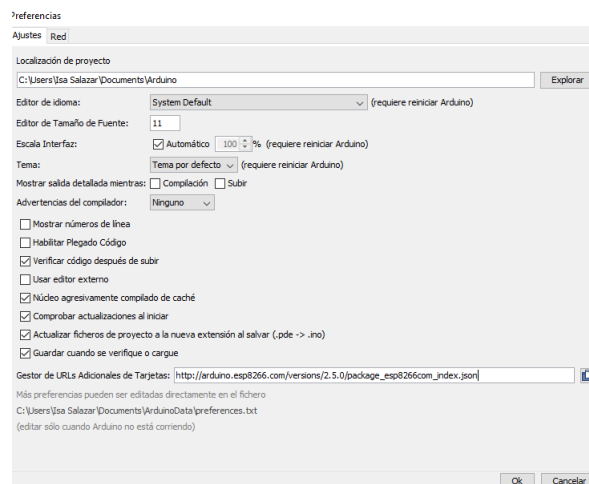 Preferencias
Ajustes Red
Localización de proyecto
C:\Users\Isa Salazar\Documents\Arduino Explorar
Editor de idioma: System Default (requiere reiniciar Arduino)
Editor de Tamaño de Fuente: 11
Escala Interfaz: Automático 100 % (requiere reiniciar Arduino)
Tema: Tema por defecto (requiere reiniciar Arduino)
Mostrar salida detallada mientras: Compilación Subir
Advertencias del compilador: Ninguno
Mostrar números de línea
Habilitar Plegado Código
Verificar código después de subir
Usar editor externo
Núcleo agresivamente compilado de caché
Comprobar actualizaciones al iniciar
Actualizar ficheros de proyecto a la nueva extensión al salvar (.pde -> .ino)
Guardar cuando se verifique o cargue
Gestor de URLs Adicionales de Tarjetas: http://arduino.esp8266.com/versions/2.5.0/package_esp8266com_index.json
Más preferencias pueden ser editadas directamente en el fichero
C:\Users\Isa Salazar\Documents\ArduinoData\preferences.txt
(editar sólo cuando Arduino no está corriendo)
Ok Cancelar